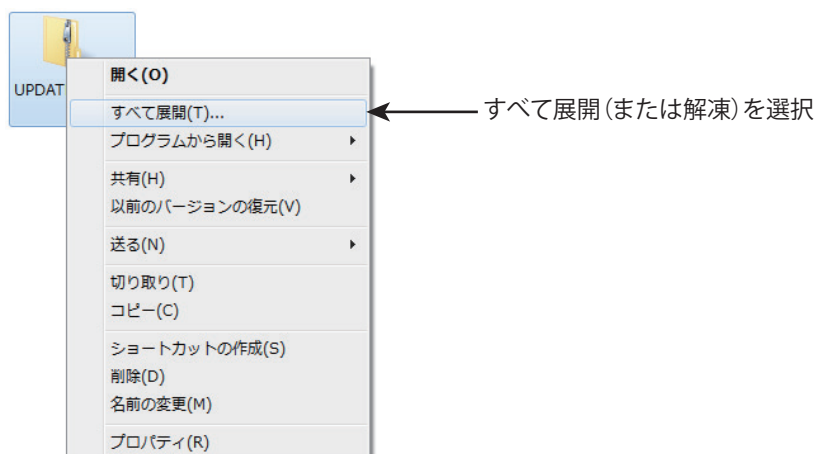 UPDAT
開く(O)
すべて展開(T)...
すべて展開（または解凍）を選択
プログラムから開く(H)
共有(H)
以前のバージョンの復元(V)
送る(N)
切り取り(T)
コピー(C)
ショートカットの作成(S)
削除(D)
名前の変更(M)
プロパティ(R)